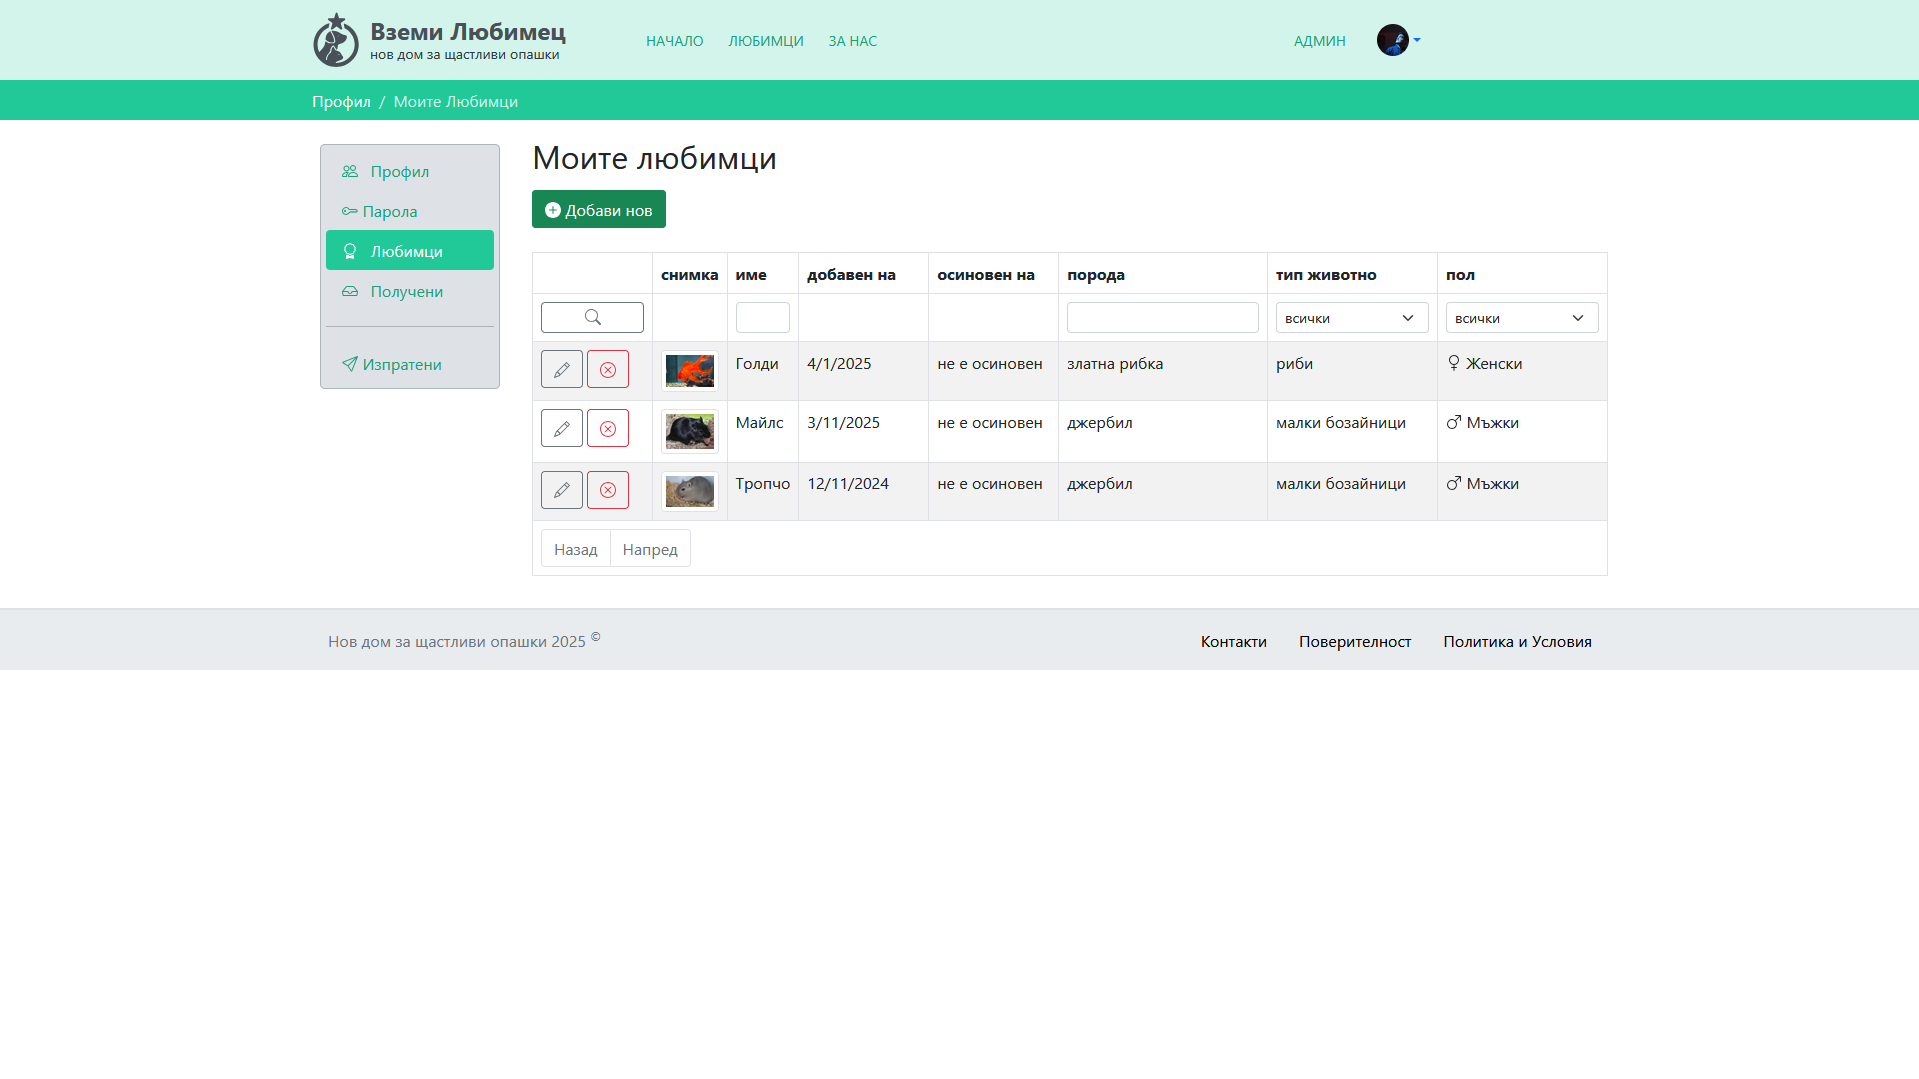 Вземи Любимец
нов дом за щастливи опашки
НАЧАЛО ЛЮБИМЦИ ЗА НАС
АДМИН
Профил / Моите Любимци
Профил
Парола
Любимци
Получени
Изпратени
Моите любимци
Добави нов
снимка име добавен на осиновен на порода тип животно пол
всички всички
Голди 4/1/2025 не е осиновен златна рибка риби Женски
Майлс 3/11/2025 не е осиновен джербил малки бозайници Мъжки
Тропчо 12/11/2024 не е осиновен джербил малки бозайници Мъжки
Назад Напред
Нов дом за щастливи опашки 2025 ©
Контакти Поверителност Политика и Условия